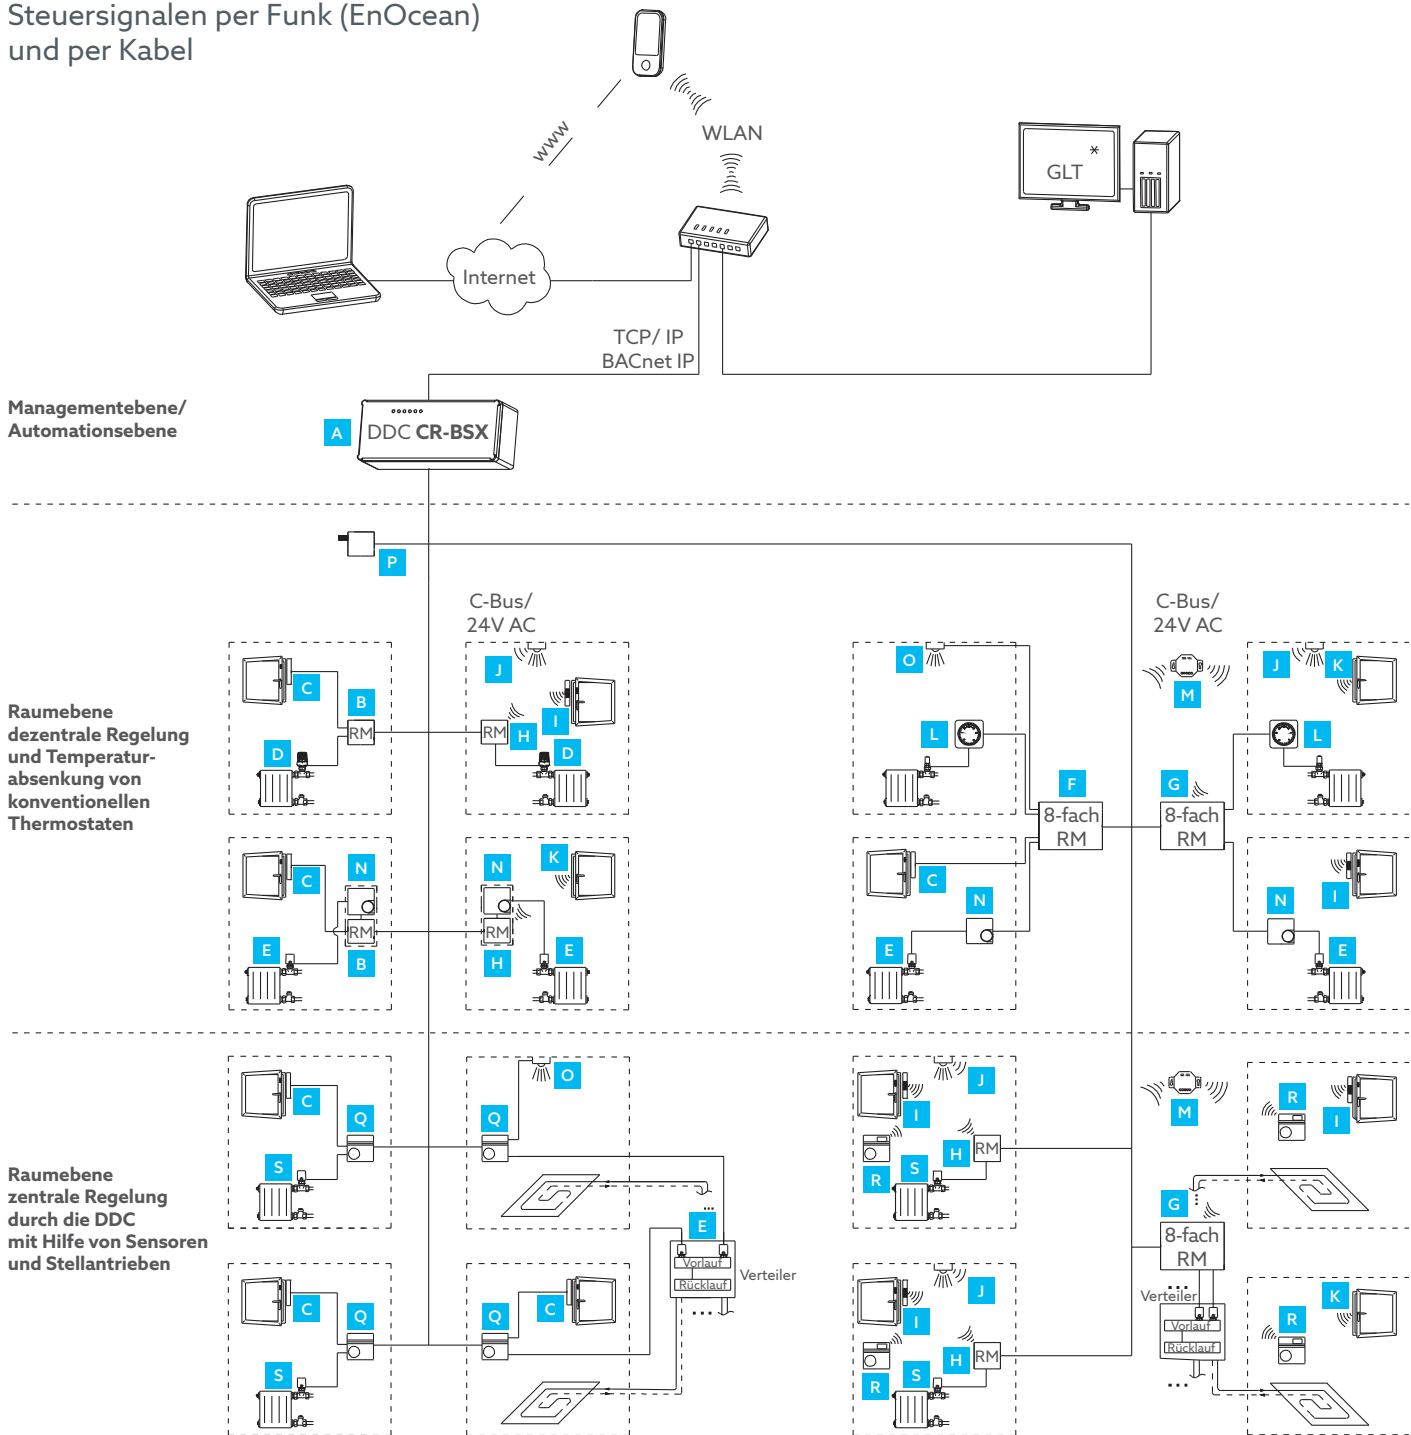 Steuersignalen per Funk (EnOcean)
und per Kabel
www
WLAN
GLT *
Internet
TCP/ IP
BACnet IP
Managementebene/
Automationsebene
A
DDC CR-BSX
P
C-Bus/
24V AC
C-Bus/
24V AC
Raumebene
dezentrale Regelung
und Temperatur-
absenkung von
konventionellen
Thermostaten
C
B
RM
D
J
I
RM
H
D
O
L
F
8-fach
RM
M
G
8-fach
RM
J
K
L
C
N
RM
B
E
N
K
RM
H
E
C
N
E
I
N
E
Raumebene
zentrale Regelung
durch die DDC
mit Hilfe von Sensoren
und Stellantrieben
C
Q
S
O
Q
E
Vorlauf
Rücklauf
Verteiler
...
...
J
I
H
RM
R
S
M
R
I
G
8-fach
RM
...
Verteiler
Vorlauf
Rücklauf
...
C
Q
S
Q
C
J
I
H
RM
R
S
K
R